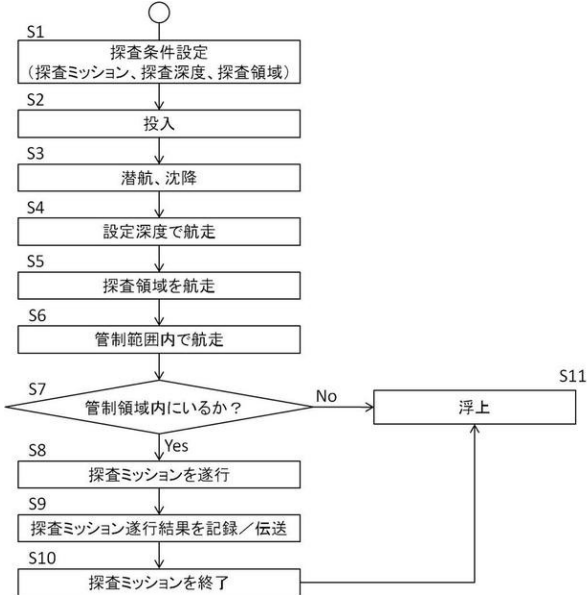 S1
探査条件設定
（探査ミッション、探査深度、探査領域）
S2
投入
S3
潜航、沈降
S4
設定深度で航走
S5
探査領域を航走
S6
管制範囲内で航走
S7
管制領域内にいるか？
No
S11
浮上
Yes
S8
探査ミッションを遂行
S9
探査ミッション遂行結果を記録／伝送
S10
探査ミッションを終了